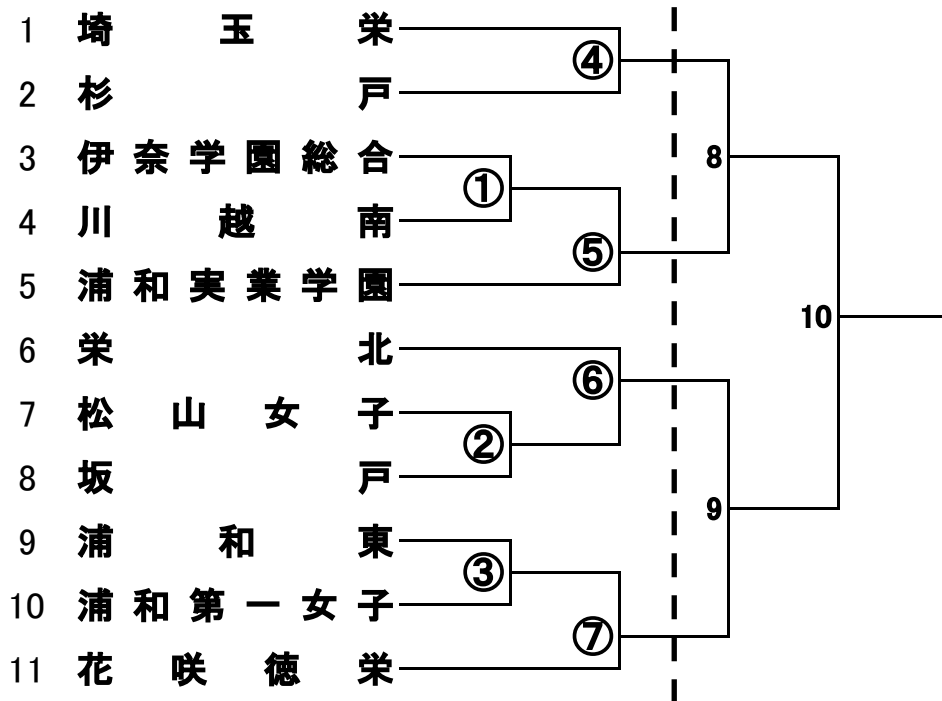 1 埼玉栄
④
2 杉戸
3 伊奈学園総合
8
①
4 川越南
⑤
5 浦和実業学園
10
6 栄北
⑥
7 松山女子
②
8 坂戸
9
9 浦和東
③
10 浦和第一女子
⑦
11 花咲徳栄